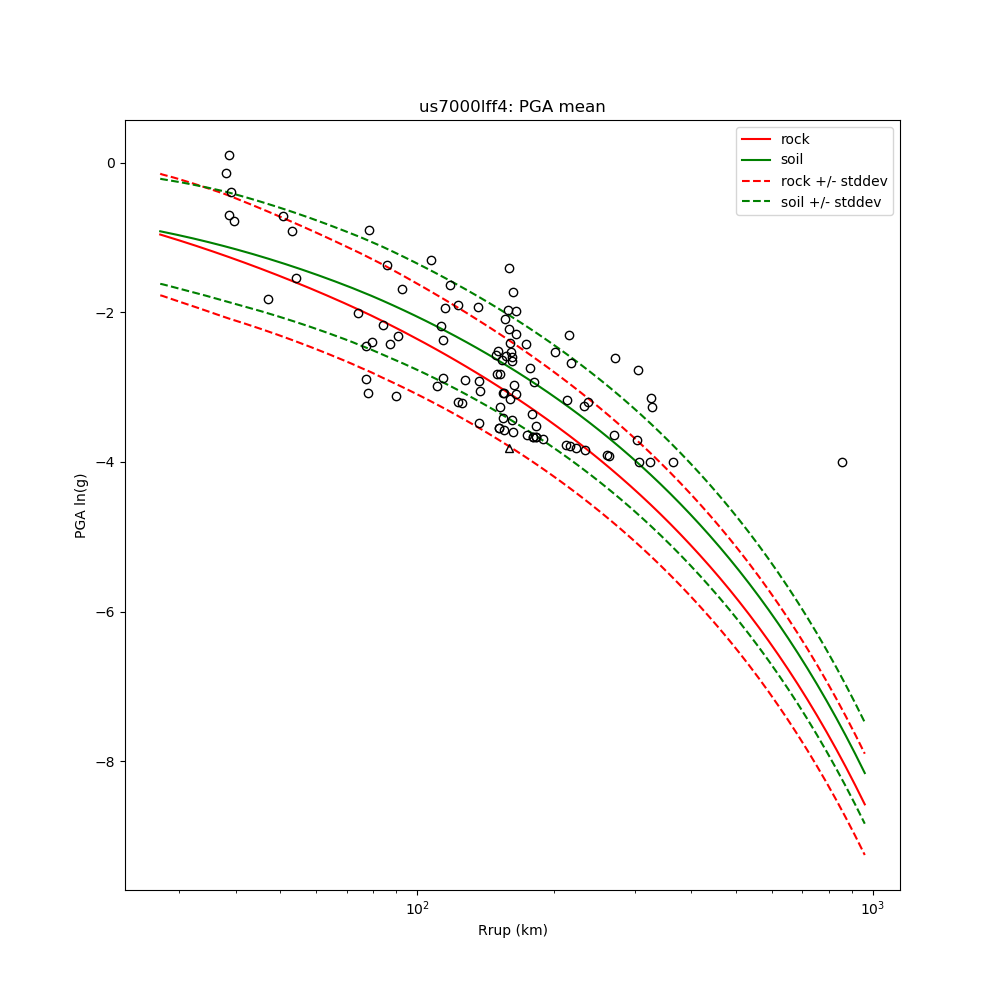 us7000lff4: PGA mean
rock
soil
rock +/- stddev
soil +/- stddev
0
−2
−4
−6
−8
PGA ln(g)
10²
10³
Rrup (km)